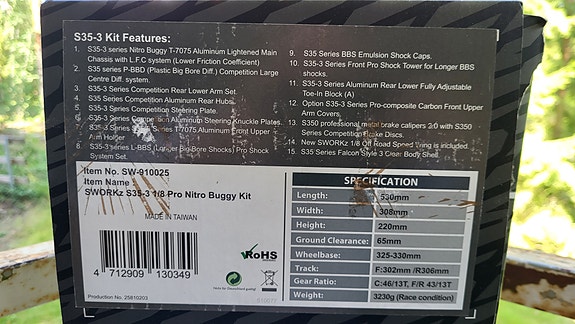 S35-3 Kit Features:
1. S35-3 series Nitro Buggy T-7075 Aluminum Lightened Main
Chassis with L.F.C system (Lower Friction Coefficient)
2. S35 series P-BBD (Plastic Big Bore Diff.) Competition Large
Centre Diff. system.
3. S35-3 Series Competition Rear Lower Arm Set
4. S35 Series Competition Aluminum Rear Hubs
5. S35 Series Competition Steering Plate
6. S35-3 Series Aluminum Steering Knuckle Plates
7. S35-3 Series T-7075 Aluminum Front Upper
Arm Holder
8. S35-3 series L-BBS (Longer Big Bore Shocks) Pro Shock
System Set.
9. S35 Series BBS Emulsion Shock Caps.
10. S35-3 Series Front Pro Shock Tower for Longer BBS
shocks.
11. S35-3 Series Aluminum Rear Lower Fully Adjustable
Toe-In Block (A)
12. Option S35-3 Series Pro-composite Carbon Front Upper
Arm Covers
13. S350 professional metal brake calipers 2.0 with S350
Series Competition Brake Discs.
14. New SWORKz 1/8 Off Road Speed Wing is included.
15. S35 Series Falcon Style 3 Clear Body Shell
Item No. SW-910025
Item Name
SWORKz S35-3 1/8 Pro Nitro Buggy Kit
MADE IN TAIWAN
4 712909 130349
RoHS
Production No. 25810203
910073
SPECIFICATION
Length: 530mm
Width: 308mm
Height: 220mm
Ground Clearance: 65mm
Wheelbase: 325-330mm
Track: F:302mm /R306mm
Gear Ratio: C:46/13T, F/R 43/13T
Weight: 3230g (Race condition)